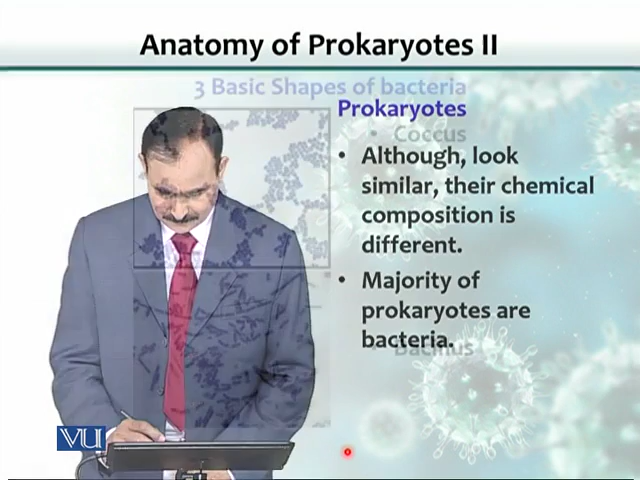 Anatomy of Prokaryotes II
3 Basic Shapes of bacteria
Prokaryotes
• Coccus
• Although, look
similar, their chemical
composition is
different.
• Majority of
prokaryotes are
bacteria.
• Bacillus
VU